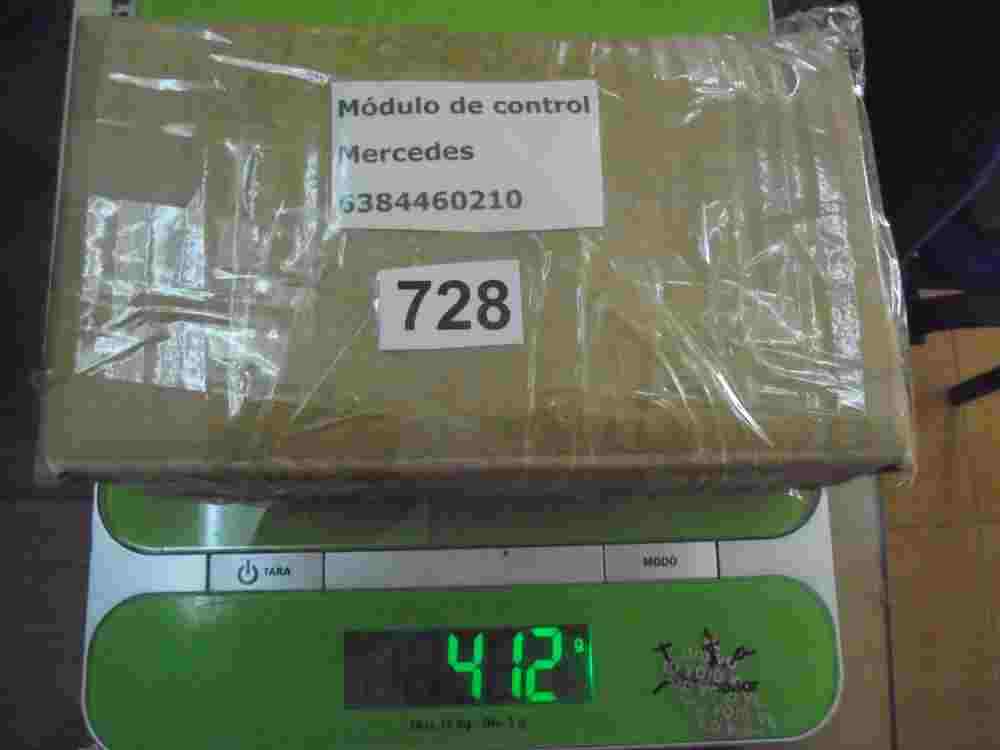 Módulo de control
Mercedes
6384460210
728
TARA
MODO
412 g